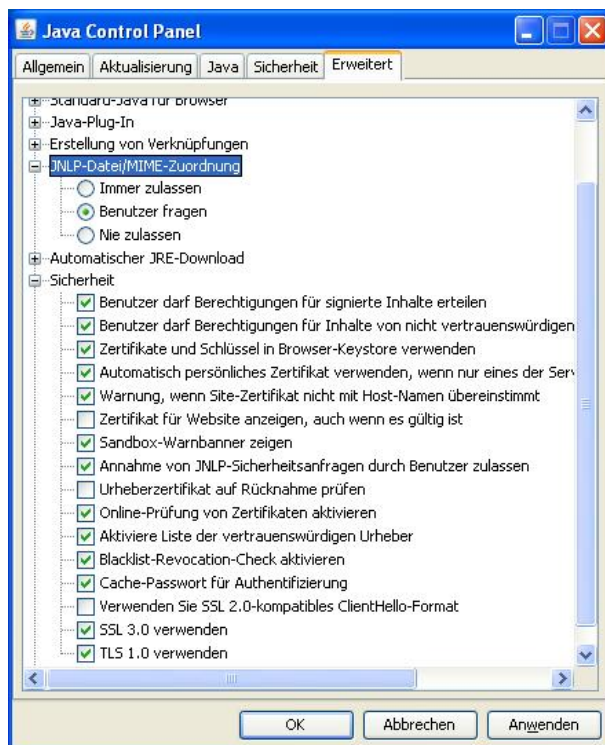 Java Control Panel
Allgemein Aktualisierung Java Sicherheit Erweitert
Standard-Java für Browser
Java-Plug-In
Erstellung von Verknüpfungen
JNLP-Datei/MIME-Zuordnung
Immer zulassen
Benutzer fragen
Nie zulassen
Automatischer JRE-Download
Sicherheit
Benutzer darf Berechtigungen für signierte Inhalte erteilen
Benutzer darf Berechtigungen für Inhalte von nicht vertrauenswürdigen
Zertifikate und Schlüssel in Browser-Keystore verwenden
Automatisch persönliches Zertifikat verwenden, wenn nur eines der Serv
Warnung, wenn Site-Zertifikat nicht mit Host-Namen übereinstimmt
Zertifikat für Website anzeigen, auch wenn es gültig ist
Sandbox-Warnbanner zeigen
Annahme von JNLP-Sicherheitsanfragen durch Benutzer zulassen
Urheberzertifikat auf Rücknahme prüfen
Online-Prüfung von Zertifikaten aktivieren
Aktiviere Liste der vertrauenswürdigen Urheber
Blacklist-Revocation-Check aktivieren
Cache-Passwort für Authentifizierung
Verwenden Sie SSL 2.0-kompatibles ClientHello-Format
SSL 3.0 verwenden
TLS 1.0 verwenden
OK Abbrechen Anwenden